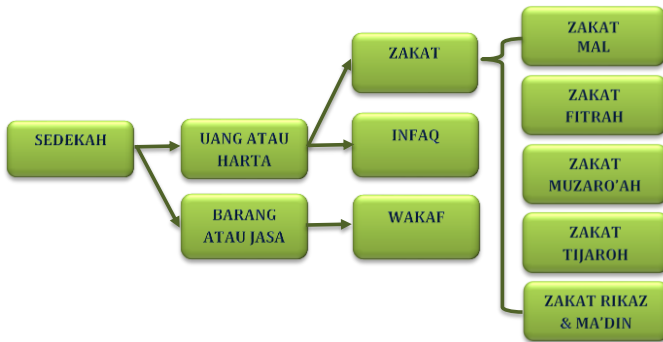 SEDEKAH
UANG ATAU
HARTA
BARANG
ATAU JASA
ZAKAT
INFAQ
WAKAF
ZAKAT
MAL
ZAKAT
FITRAH
ZAKAT
MUZARO'AH
ZAKAT
TIJAROH
ZAKAT RIKAZ
& MA'DIN